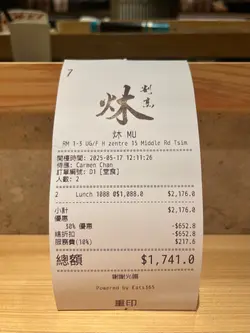 7
割烹
炑
炑 MU
RM 1-3 UG/F H zentre 15 Middle Rd Tsim
開檯時間: 2025-05-17 12:11:26
侍應: Carmen Chan
訂單編號: D1 [堂食]
人數: 2
2 Lunch 1088 @$1,088.0 $2,176.0
小計 $2,176.0
優惠
30% 優惠 -$652.8
總折扣 -$652.8
服務費(10%) $217.6
總額 $1,741.0
謝謝光臨
Powered by Eats365
重印